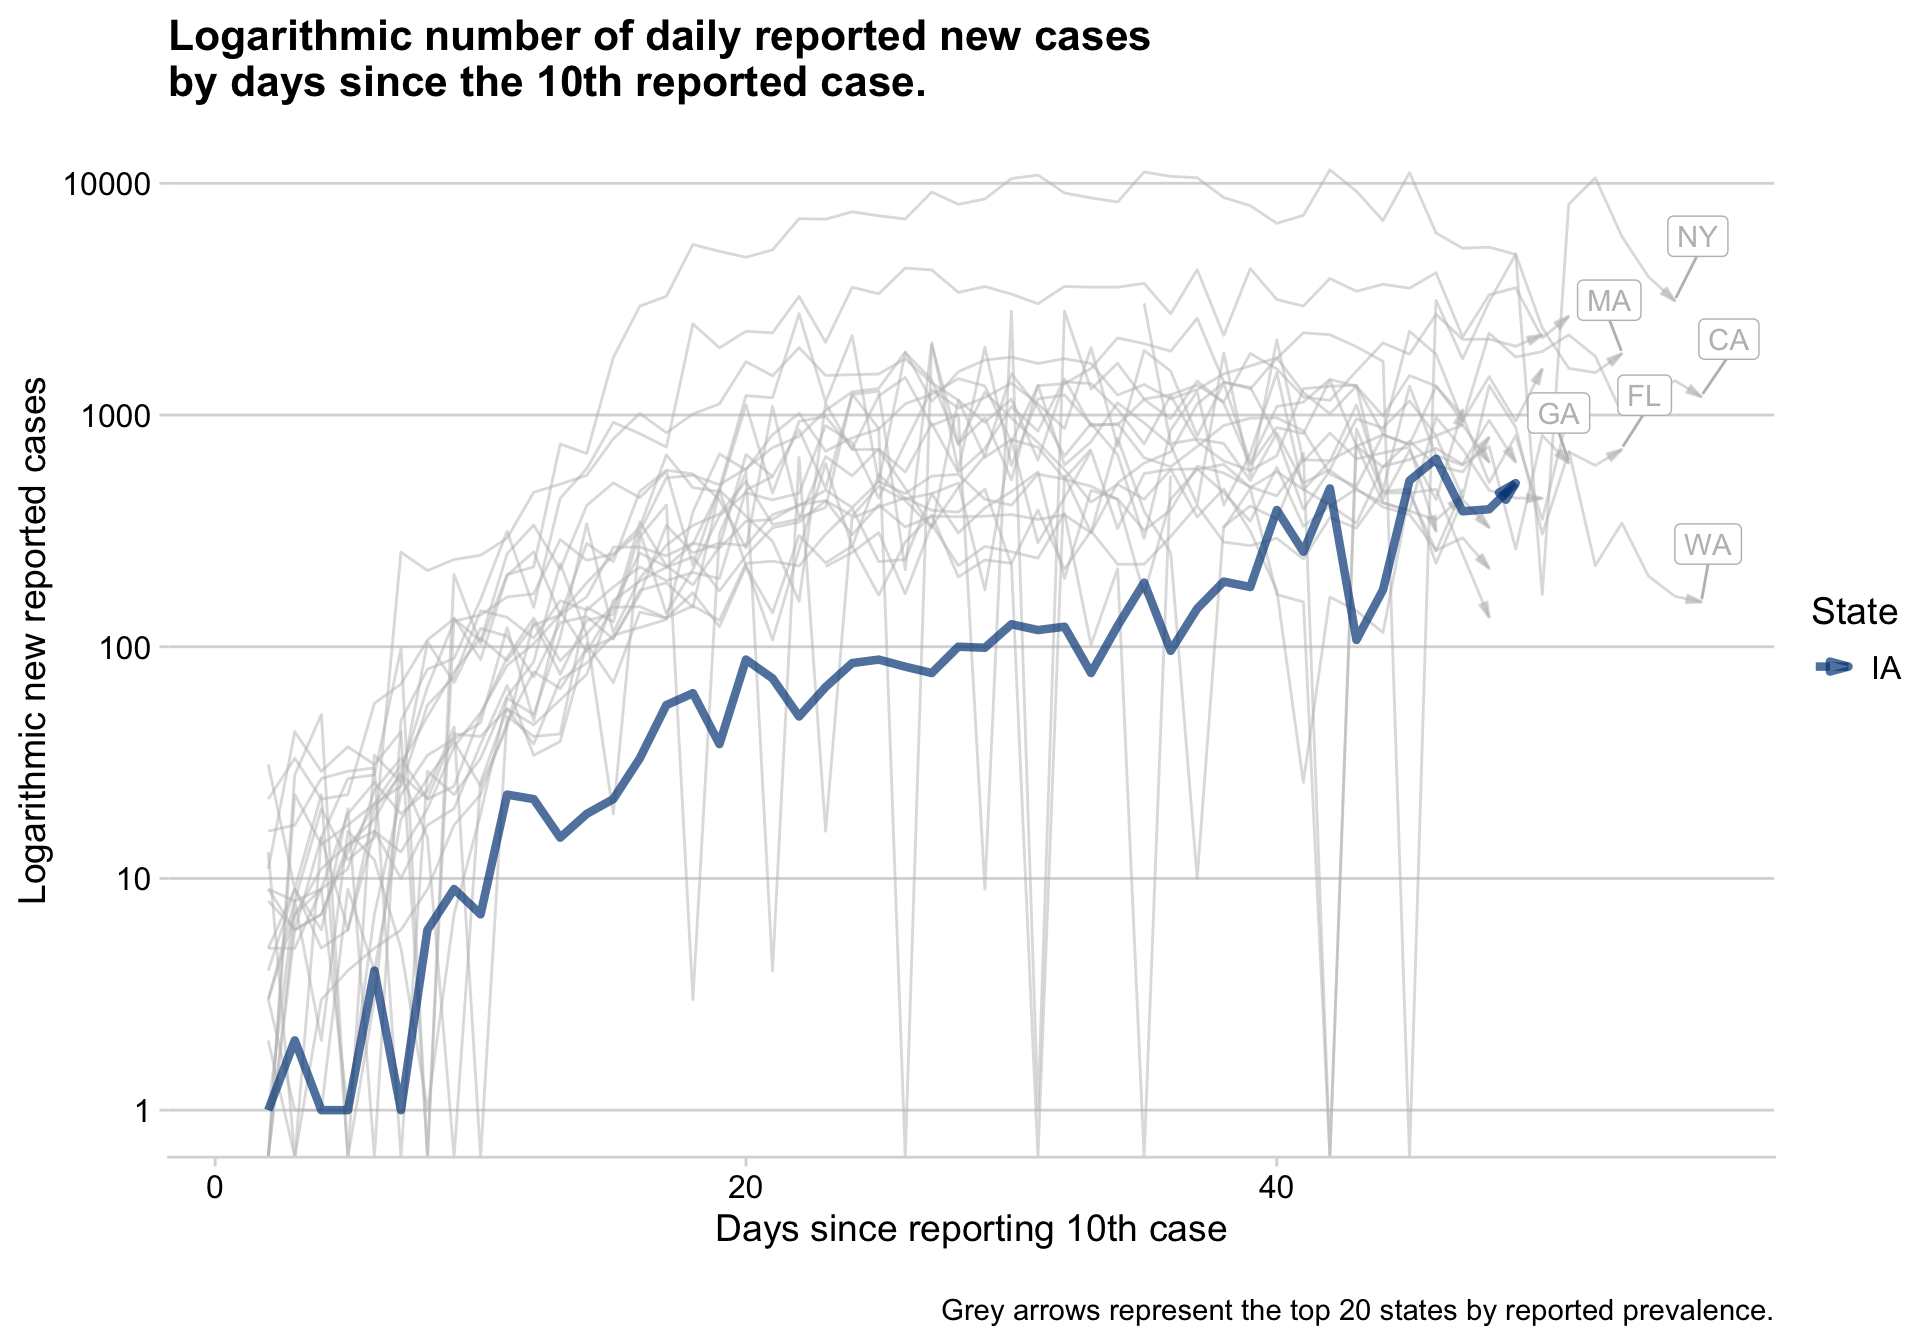 Logarithmic number of daily reported new cases
by days since the 10th reported case.
Logarithmic new reported cases
10000
1000
100
10
1
NY
MA
CA
FL
GA
WA
State
IA
0
20
40
Days since reporting 10th case
Grey arrows represent the top 20 states by reported prevalence.